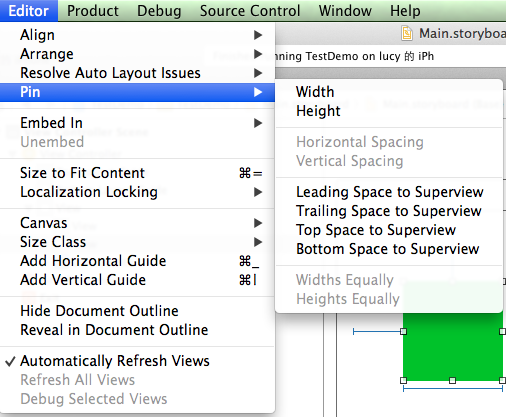 Editor Product Debug Source Control Window Help
Main.storyboa
nning TestDemo on lucy 的 iPh
Align
Arrange
Resolve Auto Layout Issues
Pin
Embed In
Unembed
Size to Fit Content ⌘=
Localization Locking
Canvas
Size Class
Add Horizontal Guide ⌘_
Add Vertical Guide ⌘|
Hide Document Outline
Reveal in Document Outline
✓ Automatically Refresh Views
Refresh All Views
Debug Selected Views
Width
Height
Horizontal Spacing
Vertical Spacing
Leading Space to Superview
Trailing Space to Superview
Top Space to Superview
Bottom Space to Superview
Widths Equally
Heights Equally